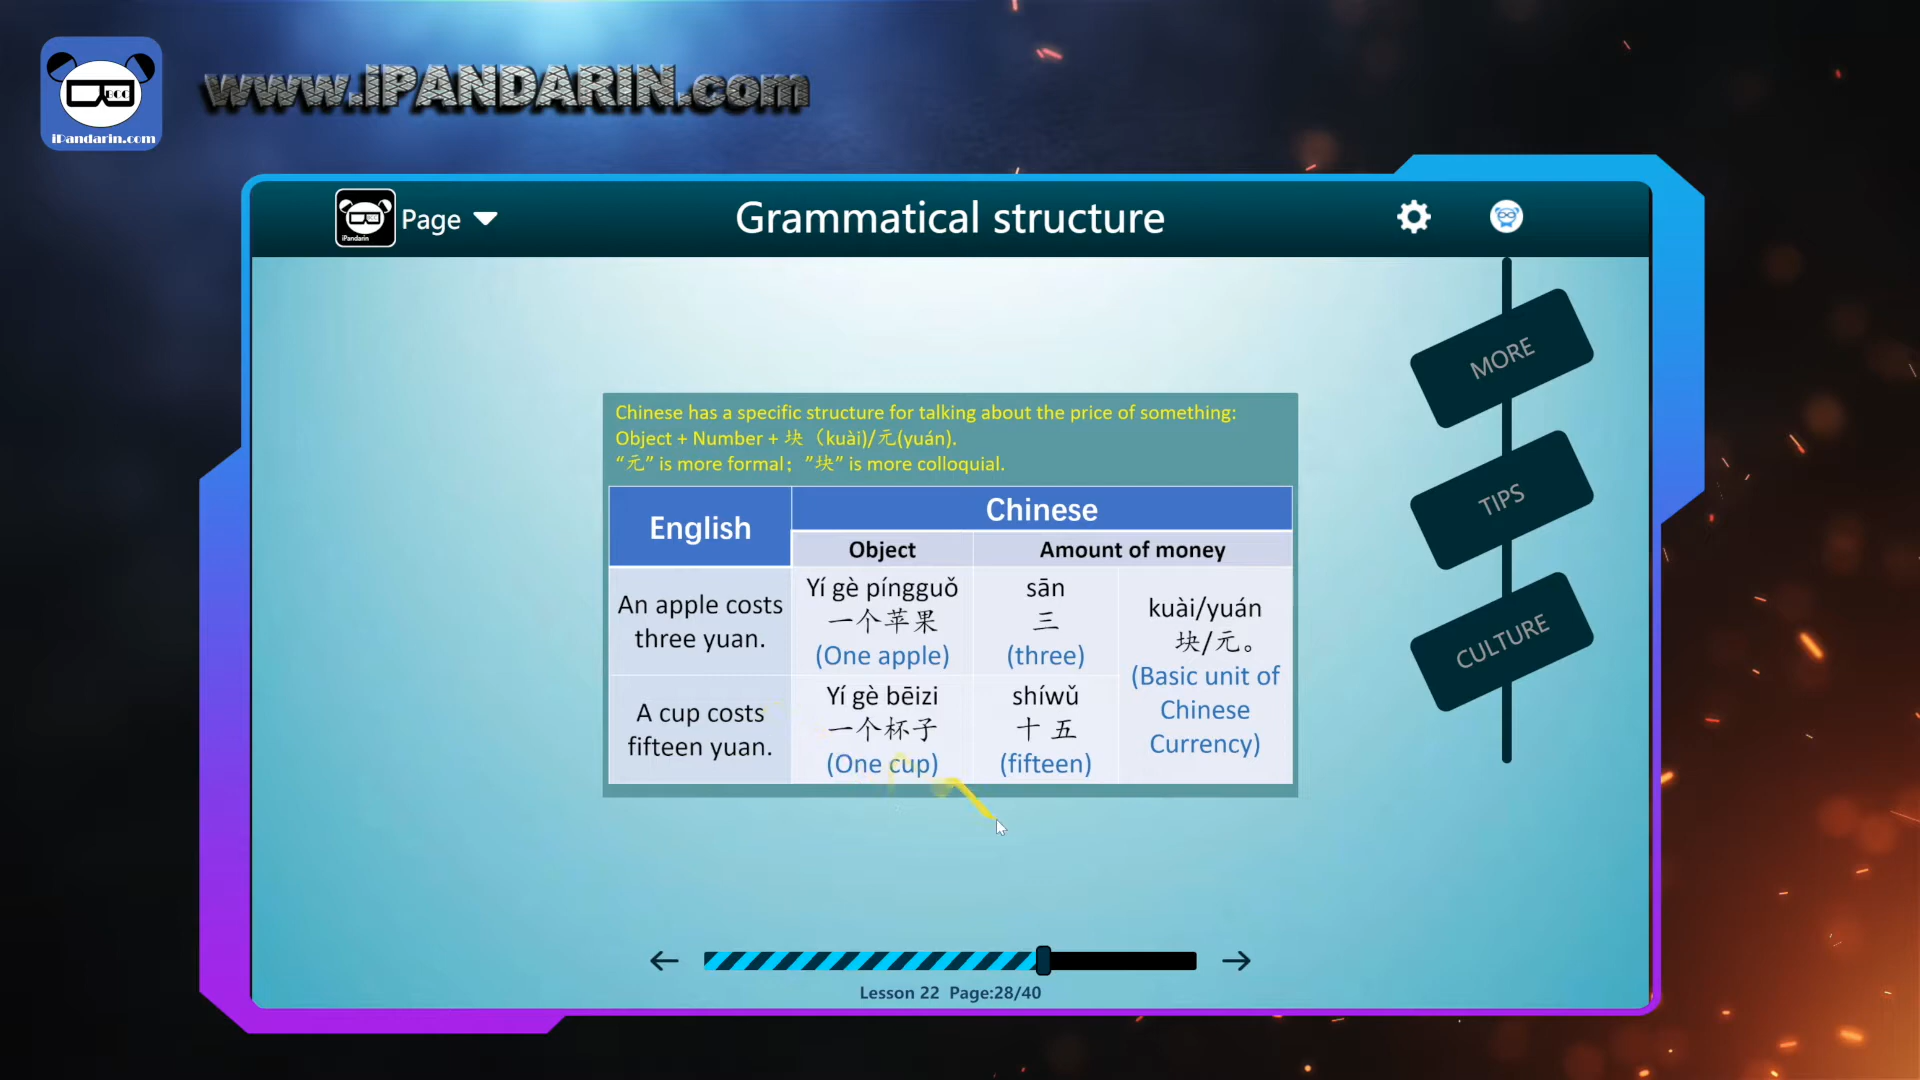 BCC
iPandarin.com
www.iPANDARIN.com
iPandarin
Page
Grammatical structure
MORE
TIPS
CULTURE
Chinese has a specific structure for talking about the price of something:
Object + Number + 块（kuài)/元(yuán).
“元” is more formal；”块” is more colloquial.
English
Chinese
Object
Amount of money
An apple costs
three yuan.
Yí gè píngguǒ
一个苹果
(One apple)
sān
三
(three)
kuài/yuán
块/元。
(Basic unit of
Chinese
Currency)
A cup costs
fifteen yuan.
Yí gè bēizi
一个杯子
(One cup)
shíwǔ
十 五
(fifteen)
Lesson 22 Page:28/40